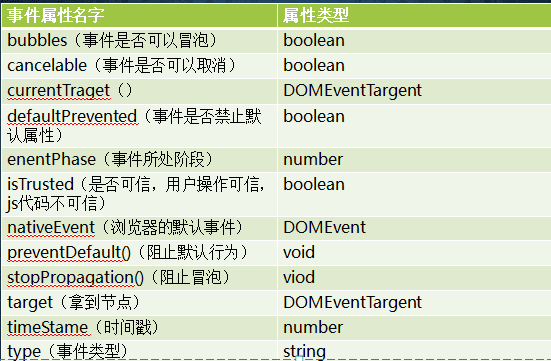 事件属性名字 属性类型
bubbles（事件是否可以冒泡） boolean
cancelable（事件是否可以取消） boolean
currentTraget（） DOMEventTargent
defaultPrevented（事件是否禁止默 boolean
认属性）
enentPhase（事件所处阶段） number
isTrusted（是否可信，用户操作可信， boolean
js代码不可信）
nativeEvent（浏览器的默认事件） DOMEvent
preventDefault()（阻止默认行为） void
stopPropagation()（阻止冒泡） viod
target（拿到节点） DOMEventTargent
timeStame（时间戳） number
type（事件类型） string